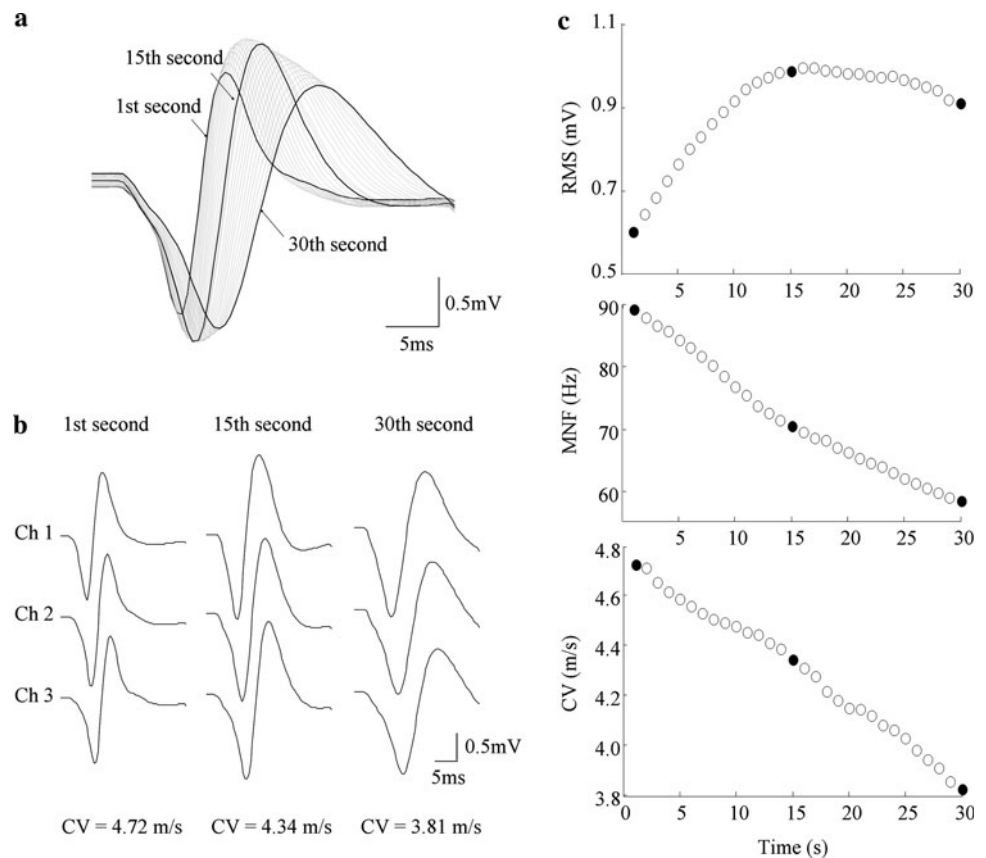 a
15th second
1st second
30th second
0.5mV
5ms
b
1st second 15th second 30th second
Ch 1
Ch 2
Ch 3
0.5mV
5ms
CV = 4.72 m/s CV = 4.34 m/s CV = 3.81 m/s
c
1.1
0.9
0.7
0.5
RMS (mV)
5 10 15 20 25 30
90
80
70
60
MNF (Hz)
5 10 15 20 25 30
4.8
4.6
4.4
4.2
4.0
3.8
CV (m/s)
0 5 10 15 20 25 30
Time (s)